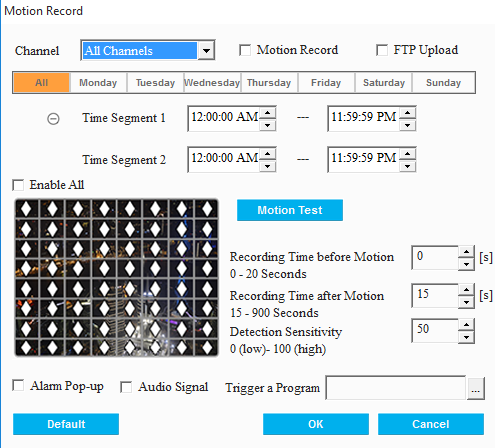 Motion Record
Channel All Channels Motion Record FTP Upload
All Monday Tuesday Wednesday Thursday Friday Saturday Sunday
Time Segment 1 12:00:00 AM --- 11:59:59 PM
Time Segment 2 12:00:00 AM --- 11:59:59 PM
Enable All
Motion Test
Recording Time before Motion 0 [s]
0 - 20 Seconds
Recording Time after Motion 15 [s]
15 - 900 Seconds
Detection Sensitivity 50
0 (low)- 100 (high)
Alarm Pop-up Audio Signal Trigger a Program ...
Default OK Cancel